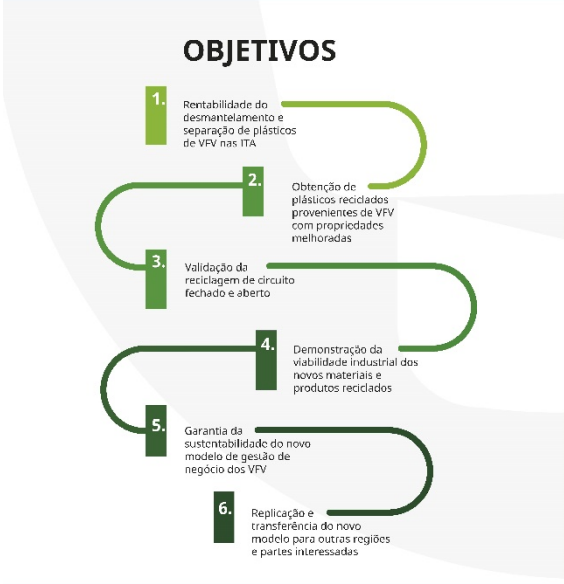 OBJETIVOS
1.
Rentabilidade do
desmantelamento e
separação de plásticos
de VFV nas ITA
2.
Obtenção de
plásticos reciclados
provenientes de VFV
com propriedades
melhoradas
3.
Validação da
reciclagem de circuito
fechado e aberto
4.
Demonstração da
viabilidade industrial dos
novos materiais e
produtos reciclados
5.
Garantia da
sustentabilidade do novo
modelo de gestão de
negócio dos VFV
6.
Replicação e
transferência do novo
modelo para outras regiões
e partes interessadas